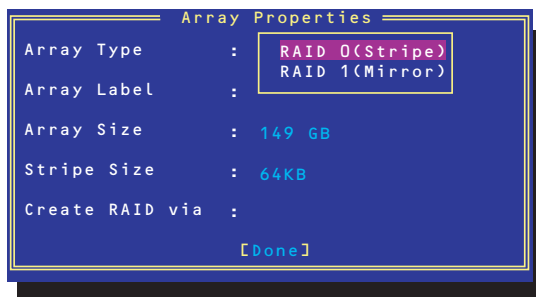 Array Properties
Array Type : RAID 0(Stripe)
RAID 1(Mirror)
Array Label :
Array Size : 149 GB
Stripe Size : 64KB
Create RAID via :
[Done]